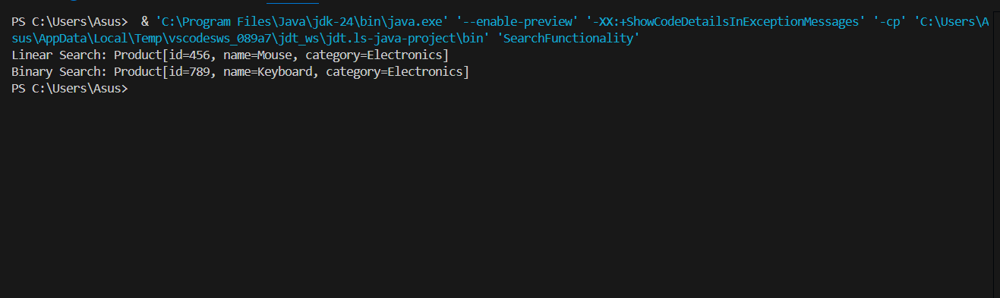 PS C:\Users\Asus>  & 'C:\Program Files\Java\jdk-24\bin\java.exe' '--enable-preview' '-XX:+ShowCodeDetailsInExceptionMessages' '-cp' 'C:\Users\A
sus\AppData\Local\Temp\vscodesws_089a7\jdt_ws\jdt.ls-java-project\bin' 'SearchFunctionality'
Linear Search: Product[id=456, name=Mouse, category=Electronics]
Binary Search: Product[id=789, name=Keyboard, category=Electronics]
PS C:\Users\Asus>